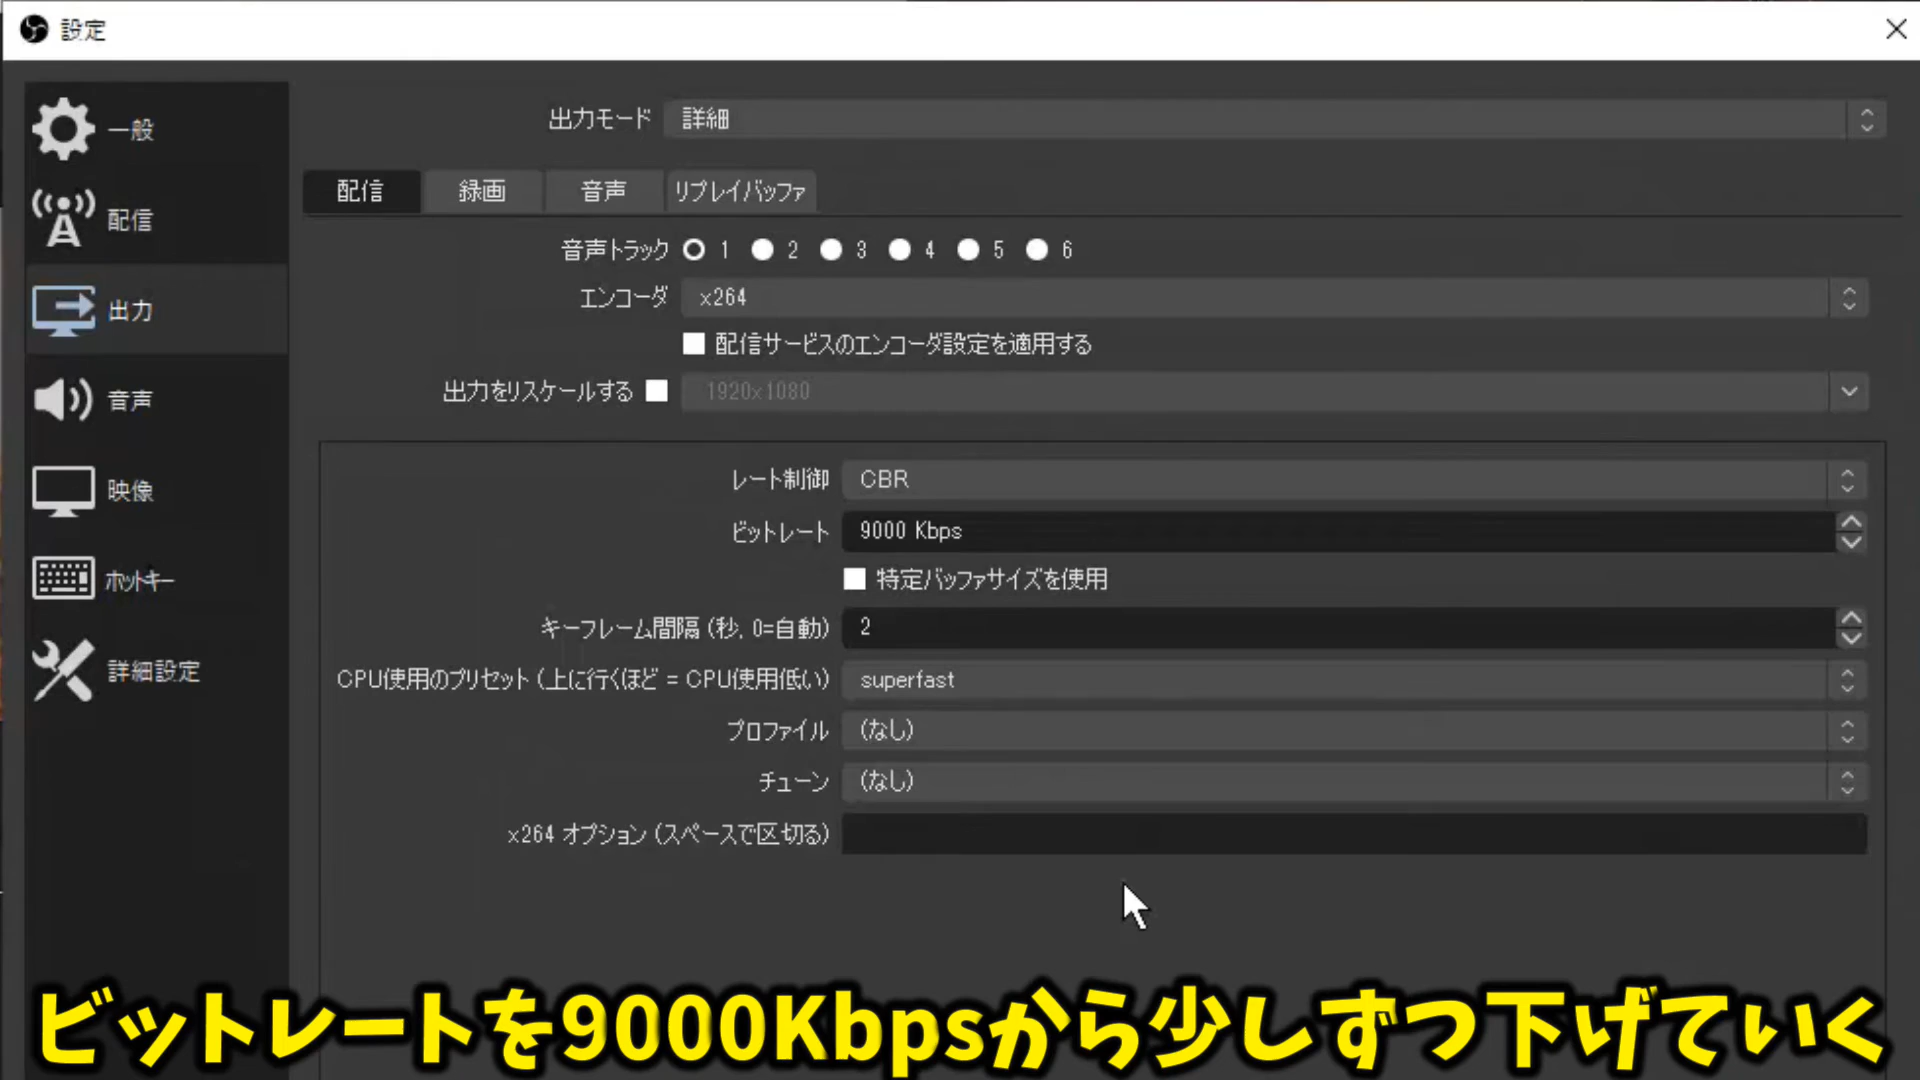 設定
一般
配信
出力
音声
映像
ホットキー
詳細設定
出力モード 詳細
配信 録画 音声 リプレイバッファ
音声トラック 1 2 3 4 5 6
エンコーダ x264
配信サービスのエンコーダ設定を適用する
出力をリスケールする 1920x1080
レート制御 CBR
ビットレート 9000 Kbps
特定バッファサイズを使用
キーフレーム間隔 (秒, 0=自動) 2
CPU使用のプリセット (上に行くほど = CPU使用低い) superfast
プロファイル (なし)
チューン (なし)
x264 オプション (スペースで区切る)
ビットレートを9000Kbpsから少しずつ下げていく